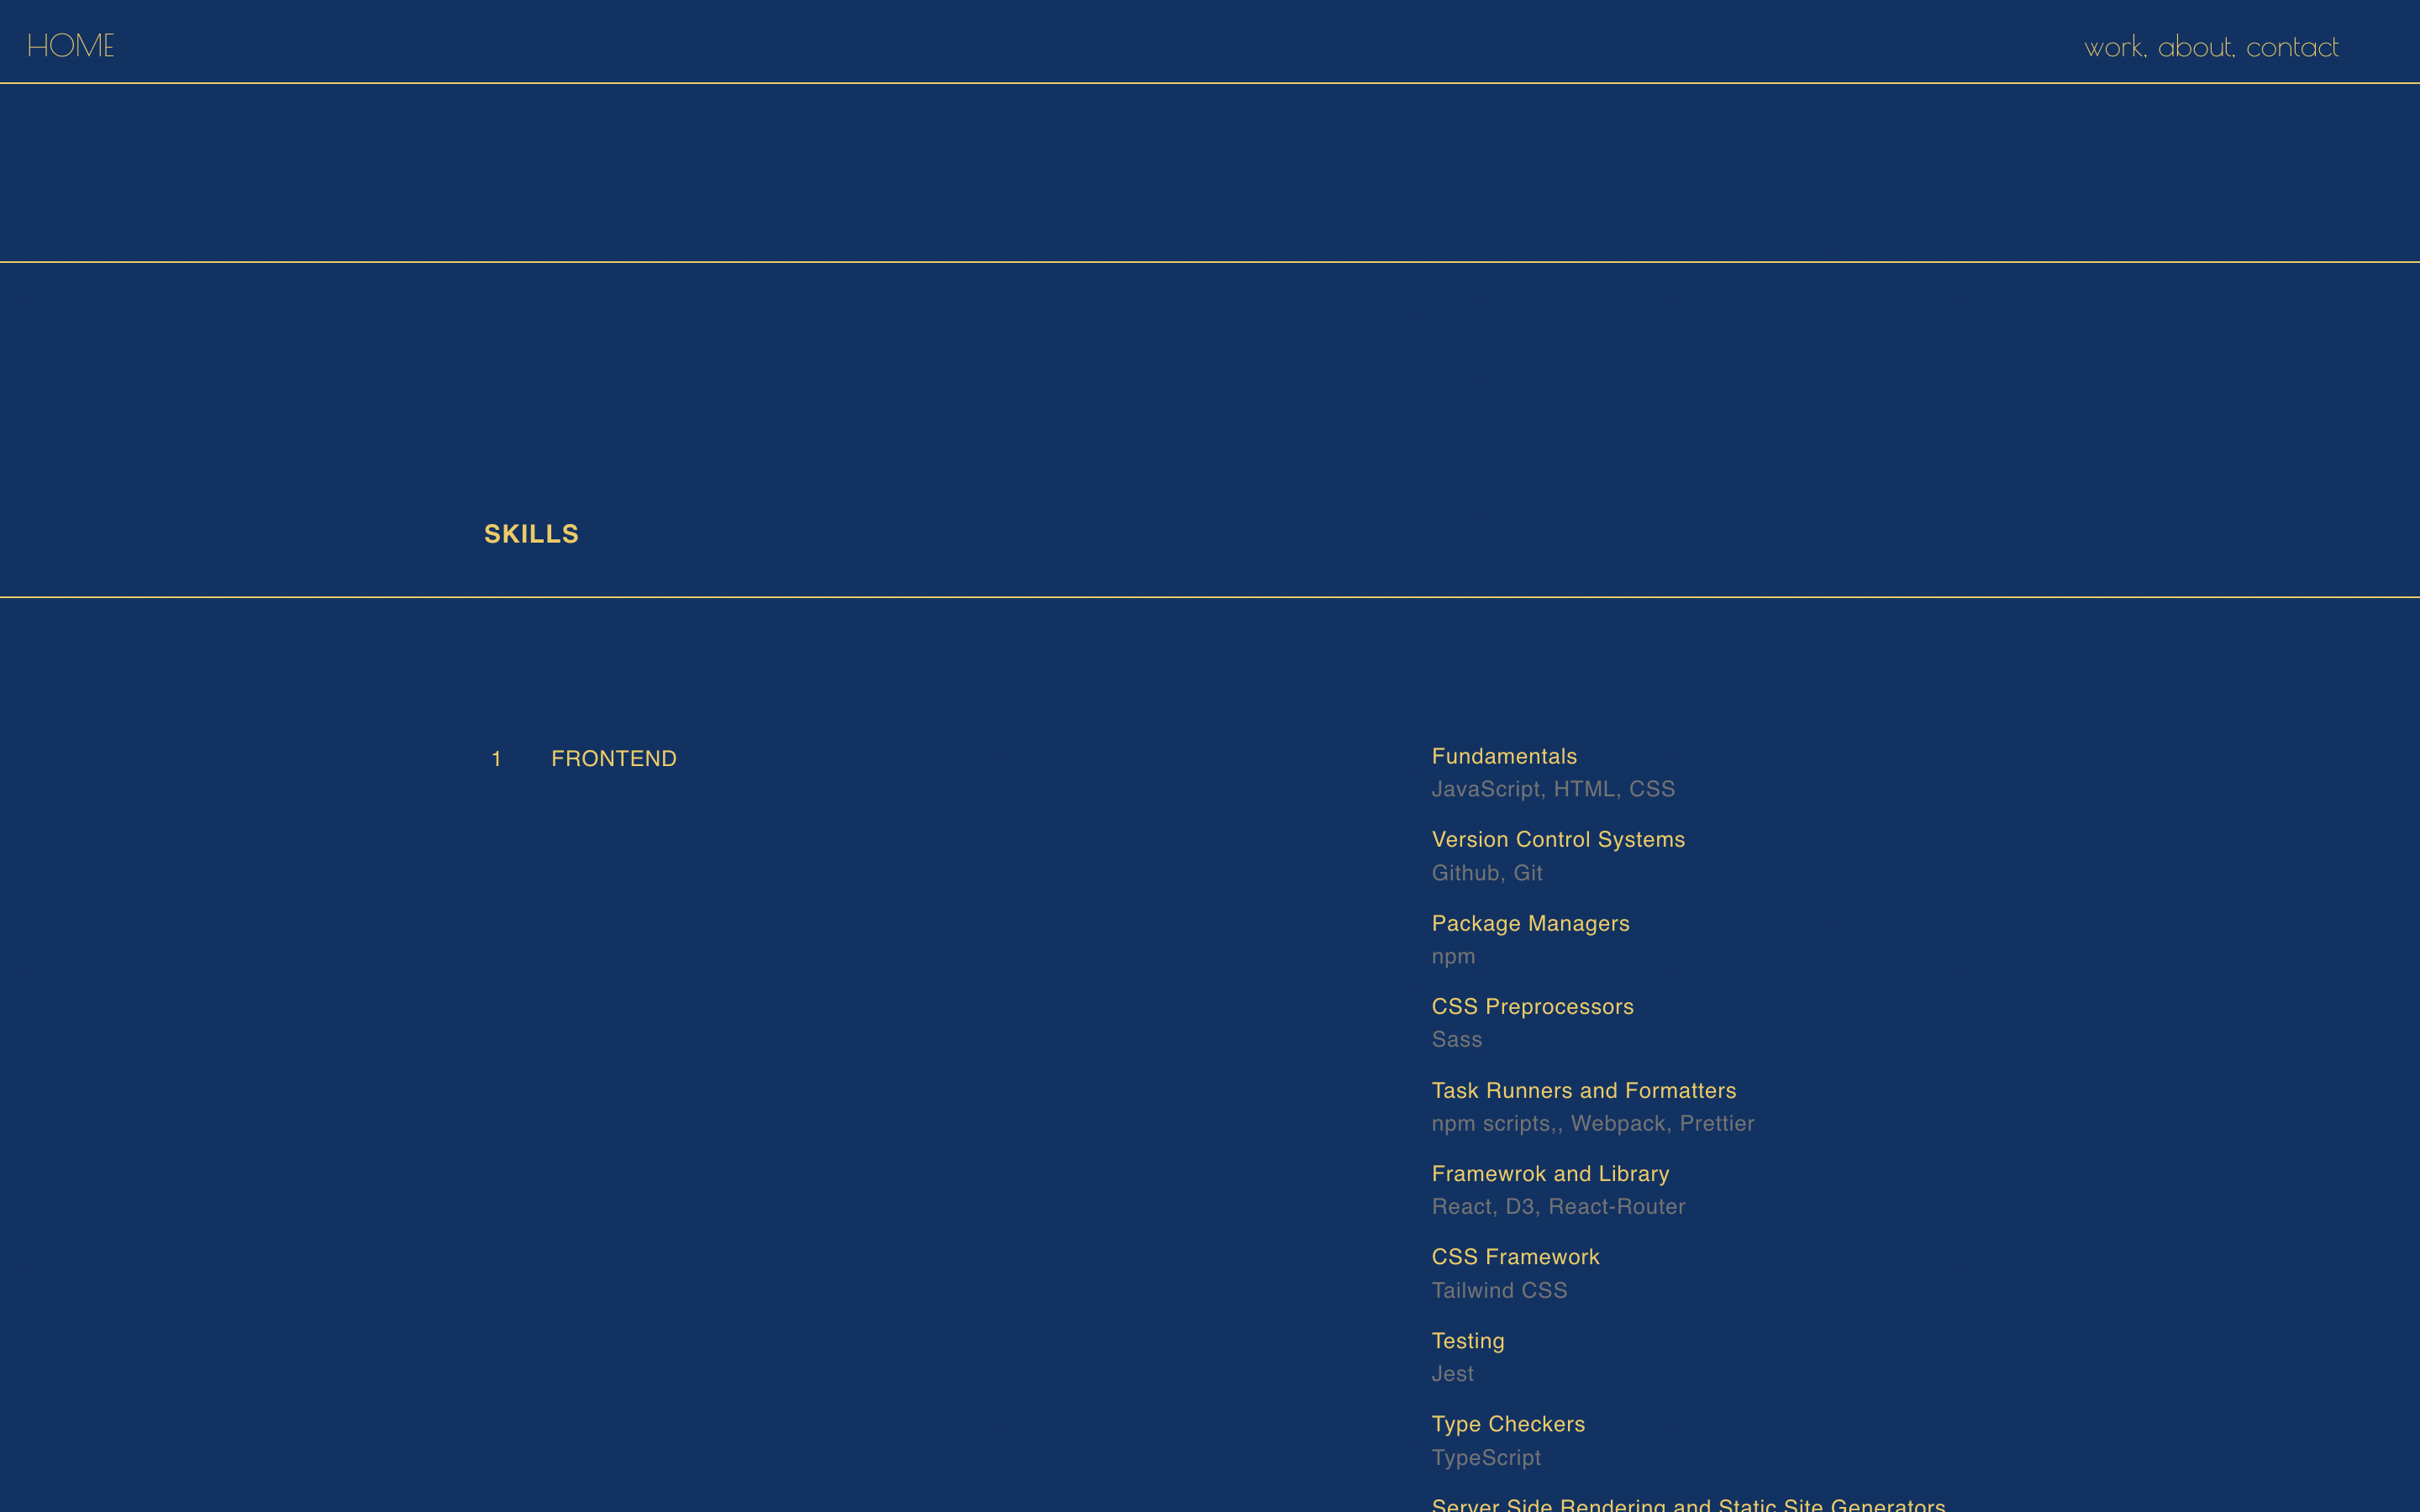 HOME
work, about, contact
SKILLS
1 FRONTEND
Fundamentals
JavaScript, HTML, CSS
Version Control Systems
Github, Git
Package Managers
npm
CSS Preprocessors
Sass
Task Runners and Formatters
npm scripts,, Webpack, Prettier
Framewrok and Library
React, D3, React-Router
CSS Framework
Tailwind CSS
Testing
Jest
Type Checkers
TypeScript
Server Side Rendering and Static Site Generators